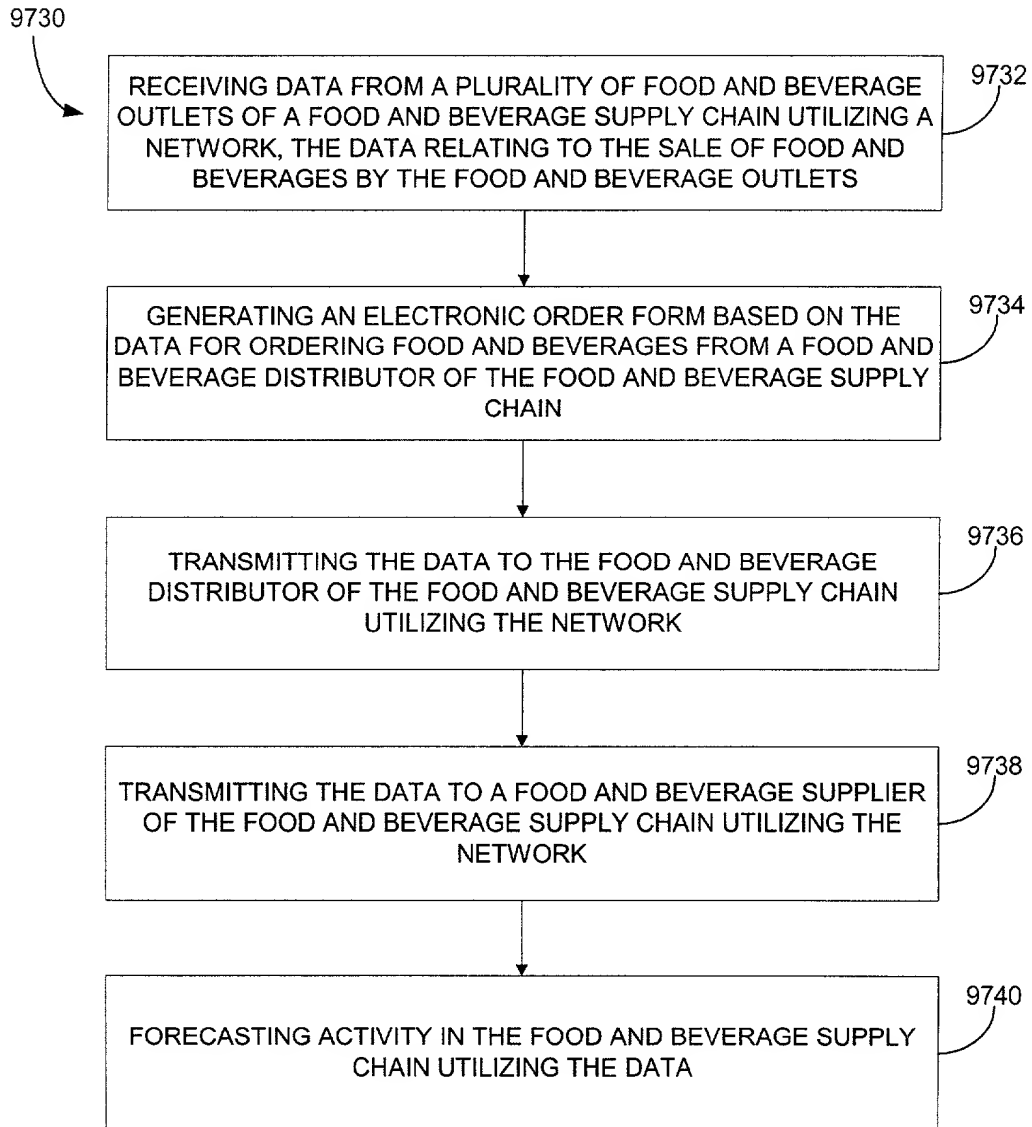 9730
RECEIVING DATA FROM A PLURALITY OF FOOD AND BEVERAGE
OUTLETS OF A FOOD AND BEVERAGE SUPPLY CHAIN UTILIZING A
NETWORK, THE DATA RELATING TO THE SALE OF FOOD AND
BEVERAGES BY THE FOOD AND BEVERAGE OUTLETS
9732
GENERATING AN ELECTRONIC ORDER FORM BASED ON THE
DATA FOR ORDERING FOOD AND BEVERAGES FROM A FOOD AND
BEVERAGE DISTRIBUTOR OF THE FOOD AND BEVERAGE SUPPLY
CHAIN
9734
TRANSMITTING THE DATA TO THE FOOD AND BEVERAGE
DISTRIBUTOR OF THE FOOD AND BEVERAGE SUPPLY CHAIN
UTILIZING THE NETWORK
9736
TRANSMITTING THE DATA TO A FOOD AND BEVERAGE SUPPLIER
OF THE FOOD AND BEVERAGE SUPPLY CHAIN UTILIZING THE
NETWORK
9738
FORECASTING ACTIVITY IN THE FOOD AND BEVERAGE SUPPLY
CHAIN UTILIZING THE DATA
9740